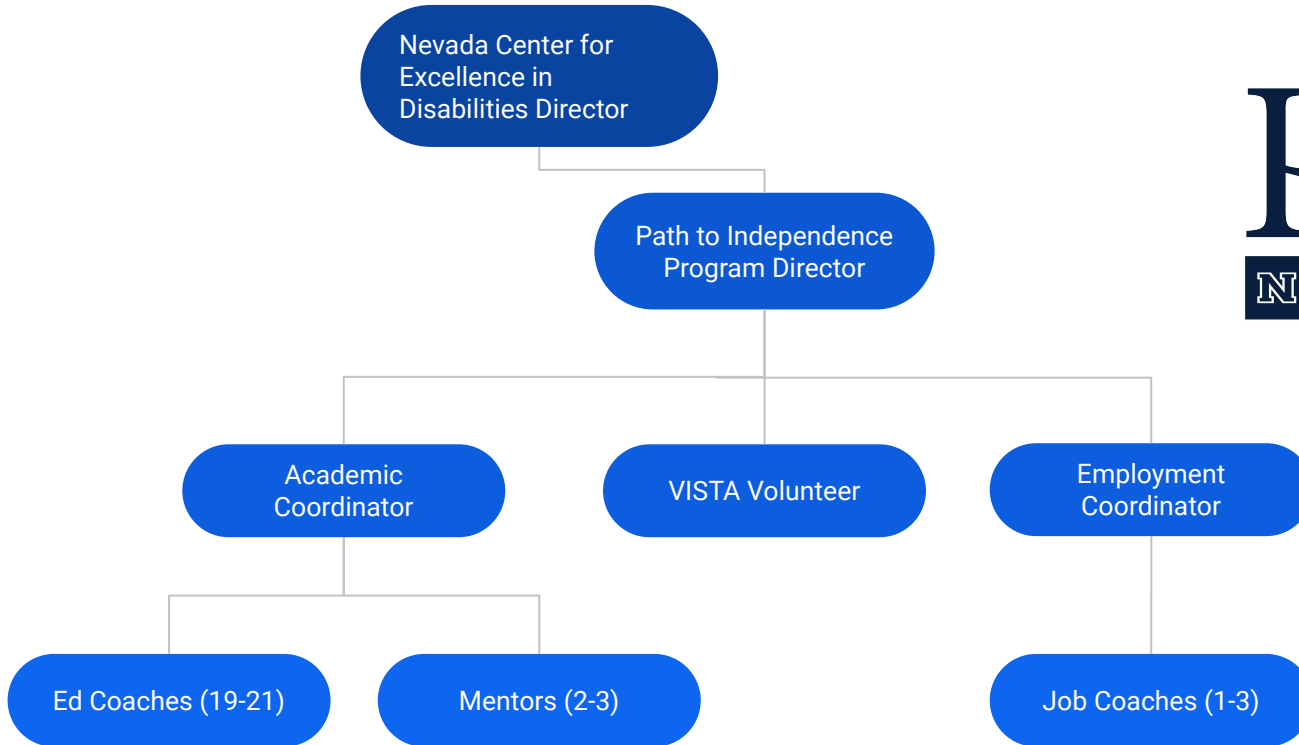 Nevada Center for
Excellence in
Disabilities Director
Path to Independence
Program Director
N
Academic
Coordinator
VISTA Volunteer
Employment
Coordinator
Ed Coaches (19-21)
Mentors (2-3)
Job Coaches (1-3)